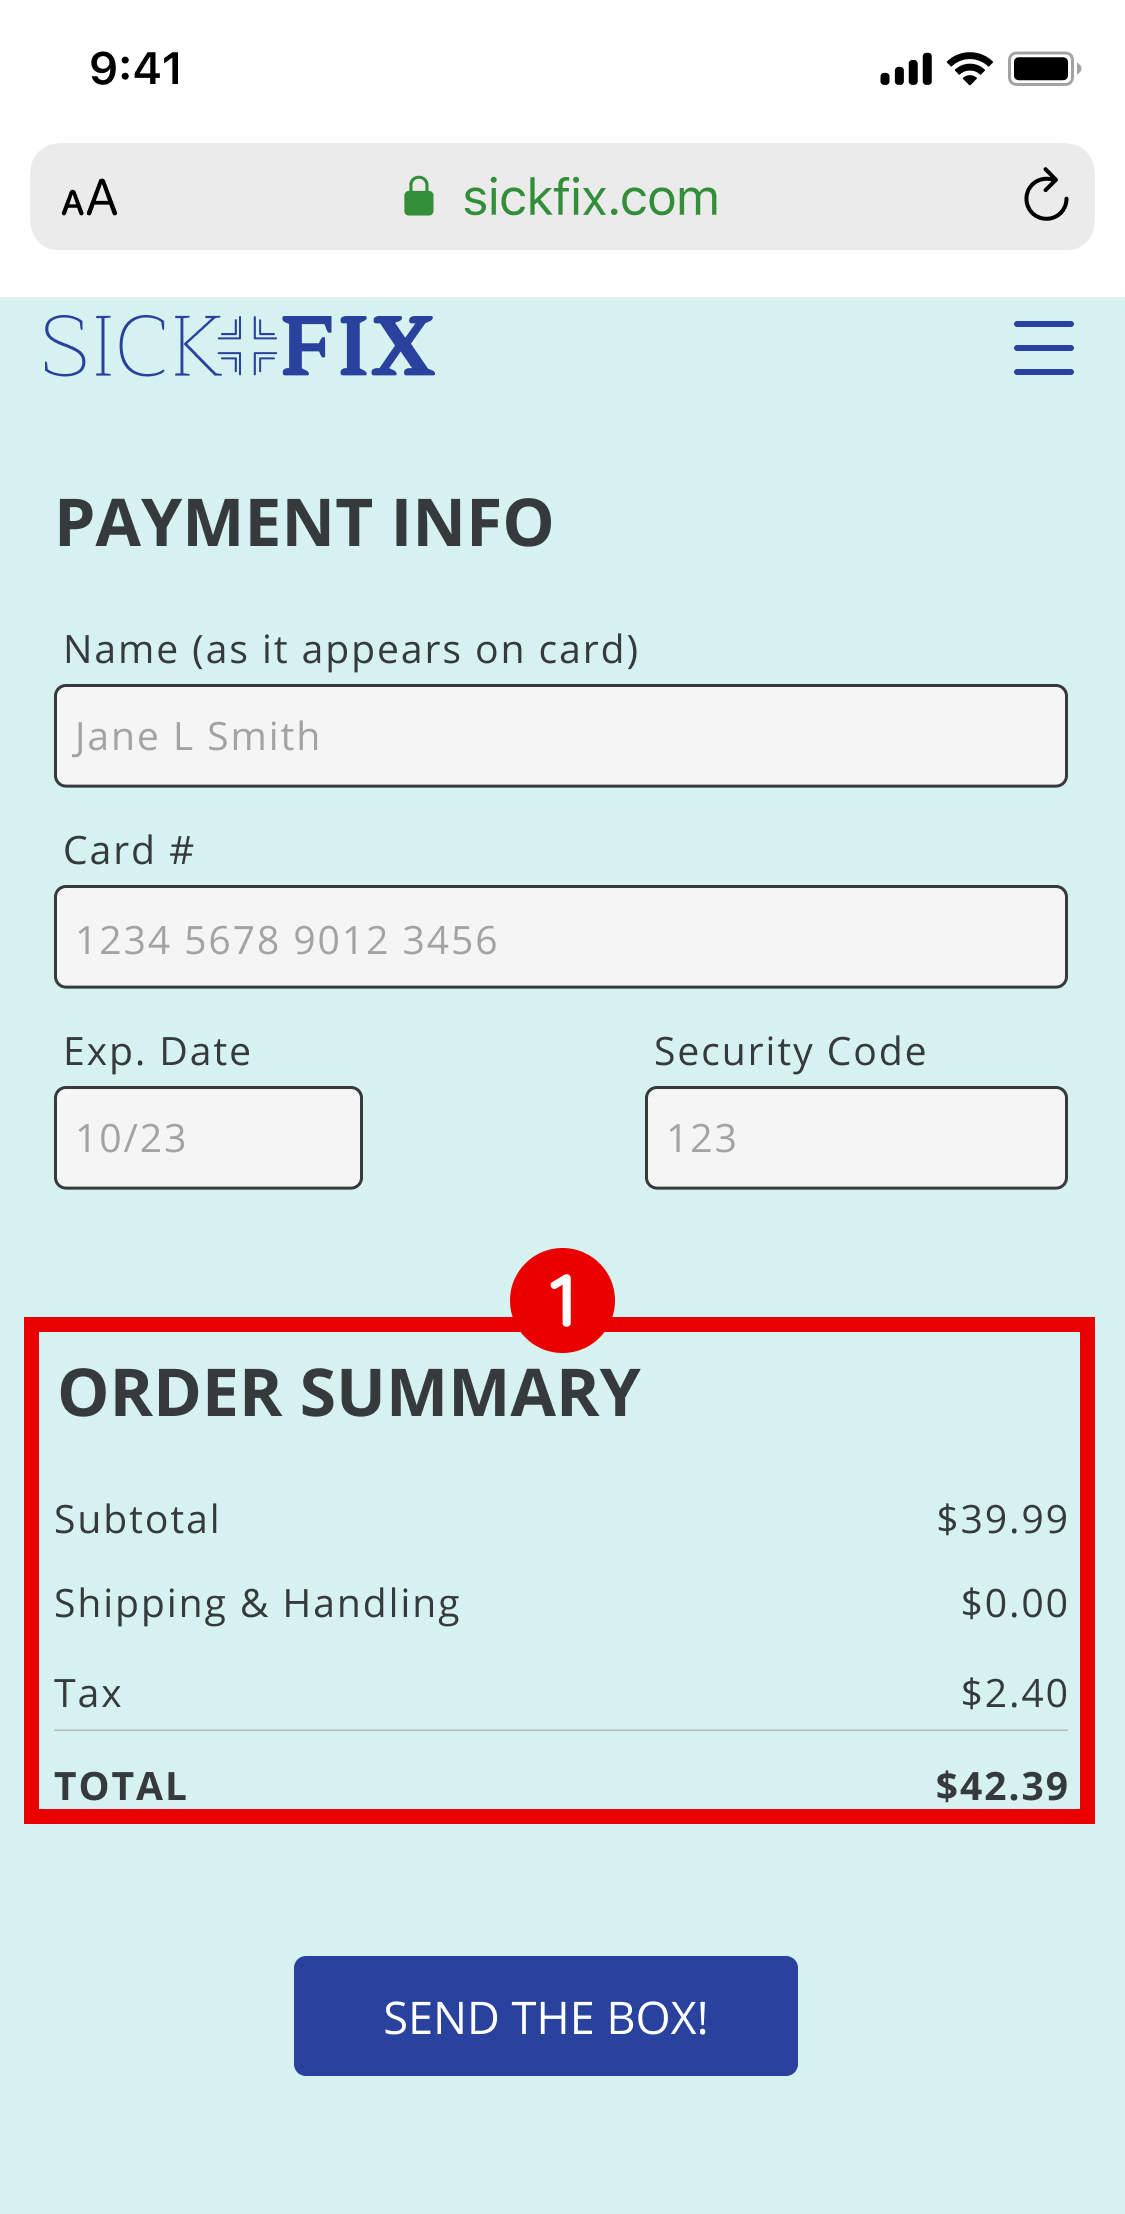 9:41
AA sickfix.com
SICK FIX
PAYMENT INFO
Name (as it appears on card)
Jane L Smith
Card #
1234 5678 9012 3456
Exp. Date Security Code
10/23 123
1
ORDER SUMMARY
Subtotal $39.99
Shipping & Handling $0.00
Tax $2.40
TOTAL $42.39
SEND THE BOX!